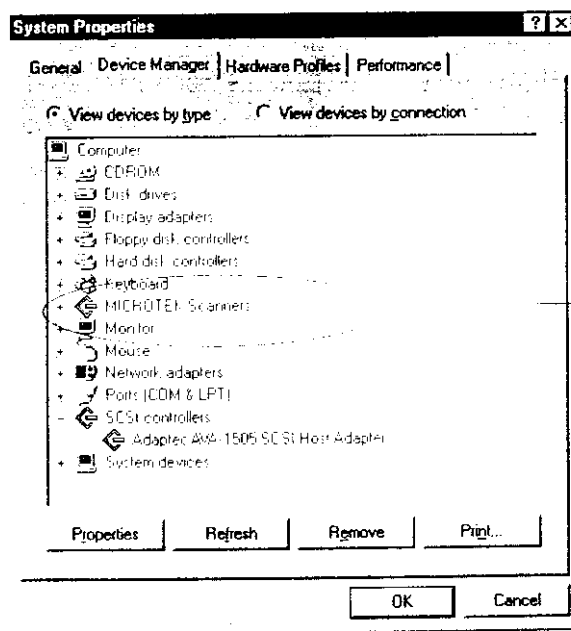 System Properties
General Device Manager Hardware Profiles Performance
View devices by type View devices by connection
Computer
CDROM
Disk drives
Display adapters
Floppy disk controllers
Hard disk controllers
Keyboard
MICROTEK Scanners
Monitor
Mouse
Network adapters
Ports (COM & LPT)
SCSI controllers
Adaptec AVA-1505 SCSI Host Adapter
System devices
Properties Refresh Remove Print...
OK Cancel